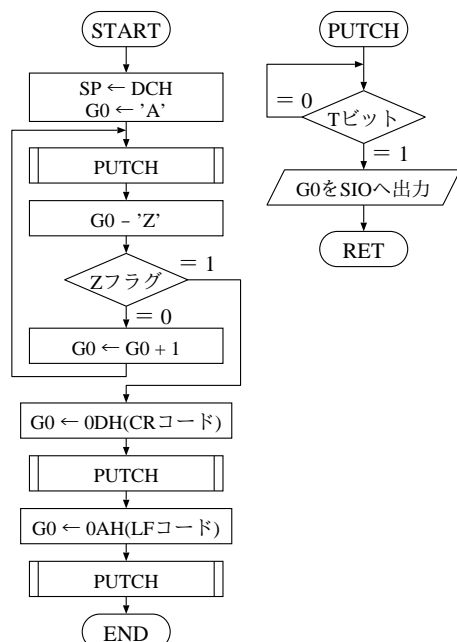 START
SP ← DCH
G0 ← 'A'
PUTCH
G0 − 'Z'
Zフラグ
= 1
= 0
G0 ← G0 + 1
G0 ← 0DH(CRコード)
PUTCH
G0 ← 0AH(LFコード)
PUTCH
END
PUTCH
= 0
Tビット
= 1
G0をSIOへ出力
RET